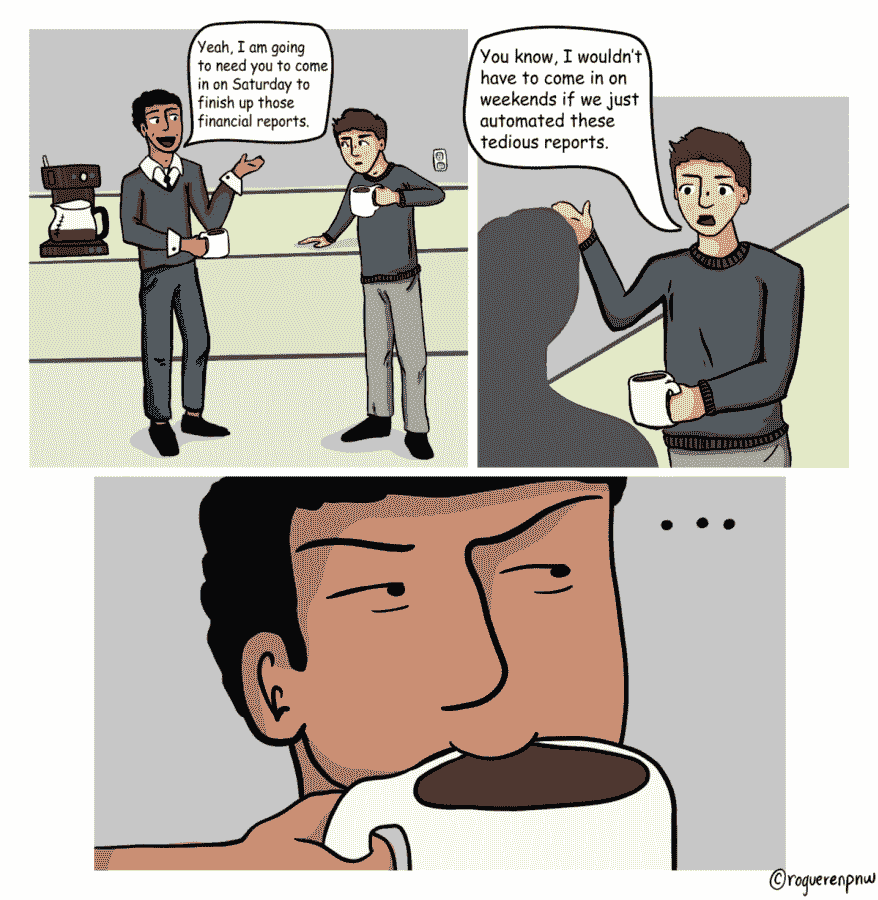 Yeah, I am going
to need you to come
in on Saturday to
finish up those
financial reports.
You know, I wouldn't
have to come in on
weekends if we just
automated these
tedious reports.
...
©roguerenpnw